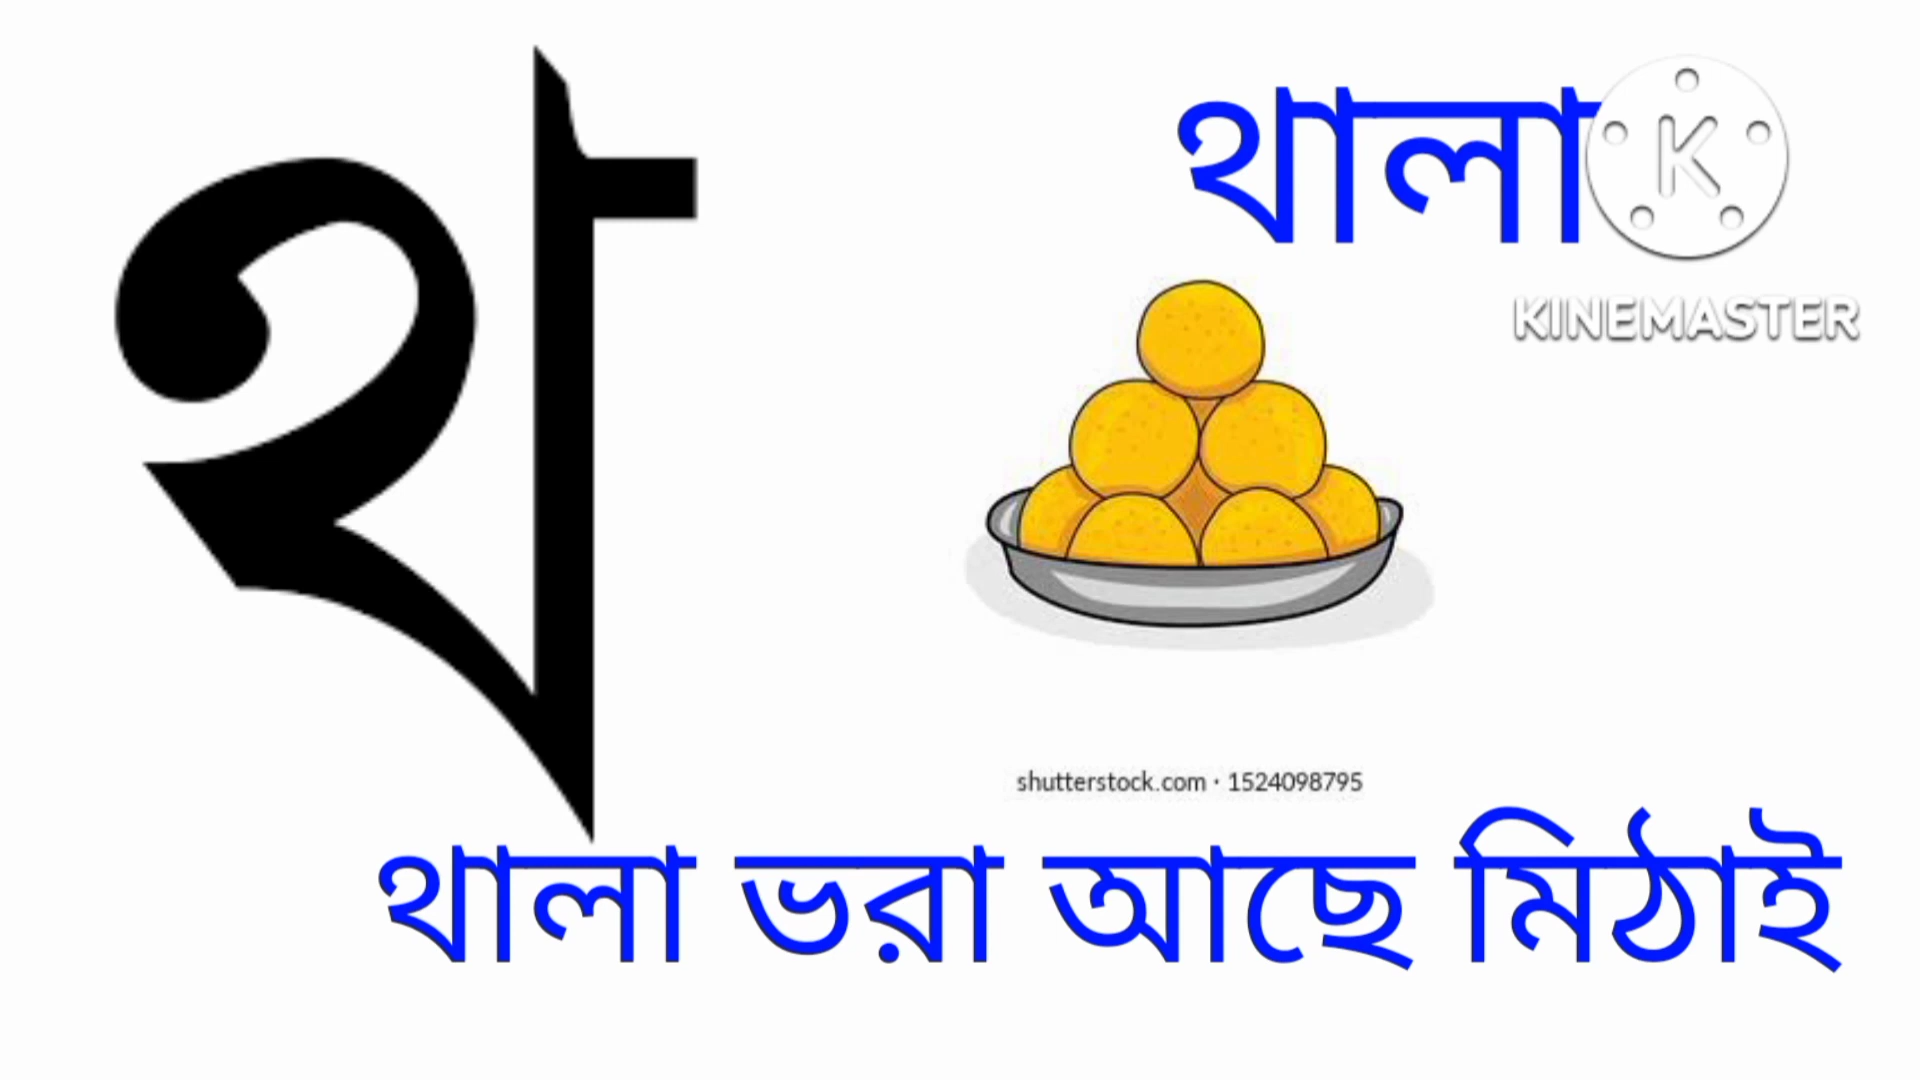 থ
থালা
K
KINEMASTER
shutterstock.com · 1524098795
থালা ভরা আছে মিঠাই